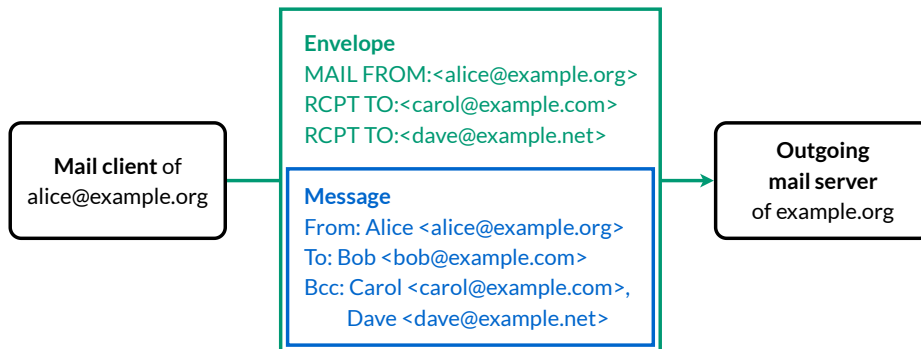 Mail client of
alice@example.org
Envelope
MAIL FROM:<alice@example.org>
RCPT TO:<carol@example.com>
RCPT TO:<dave@example.net>
Message
From: Alice <alice@example.org>
To: Bob <bob@example.com>
Bcc: Carol <carol@example.com>,
Dave <dave@example.net>
Outgoing
mail server
of example.org